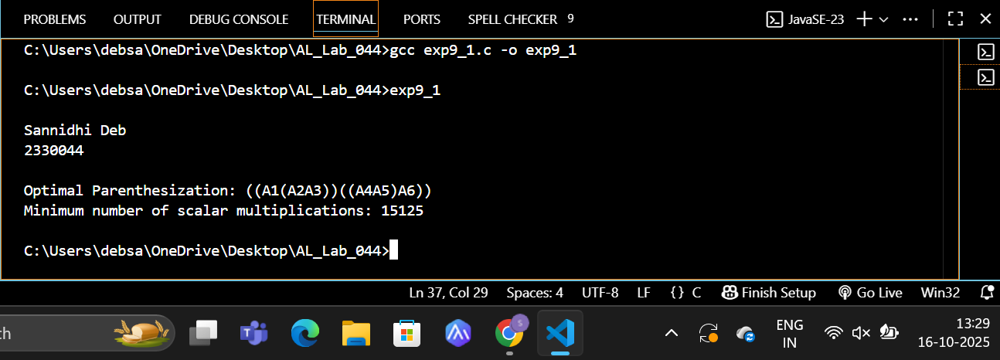 PROBLEMS OUTPUT DEBUG CONSOLE TERMINAL PORTS SPELL CHECKER 9 JavaSE-23
C:\Users\debsa\OneDrive\Desktop\AL_Lab_044>gcc exp9_1.c -o exp9_1
C:\Users\debsa\OneDrive\Desktop\AL_Lab_044>exp9_1
Sannidhi Deb
2330044
Optimal Parenthesization: ((A1(A2A3))((A4A5)A6))
Minimum number of scalar multiplications: 15125
C:\Users\debsa\OneDrive\Desktop\AL_Lab_044>
Ln 37, Col 29 Spaces: 4 UTF-8 LF {} C Finish Setup Go Live Win32
ENG 13:29
IN 16-10-2025